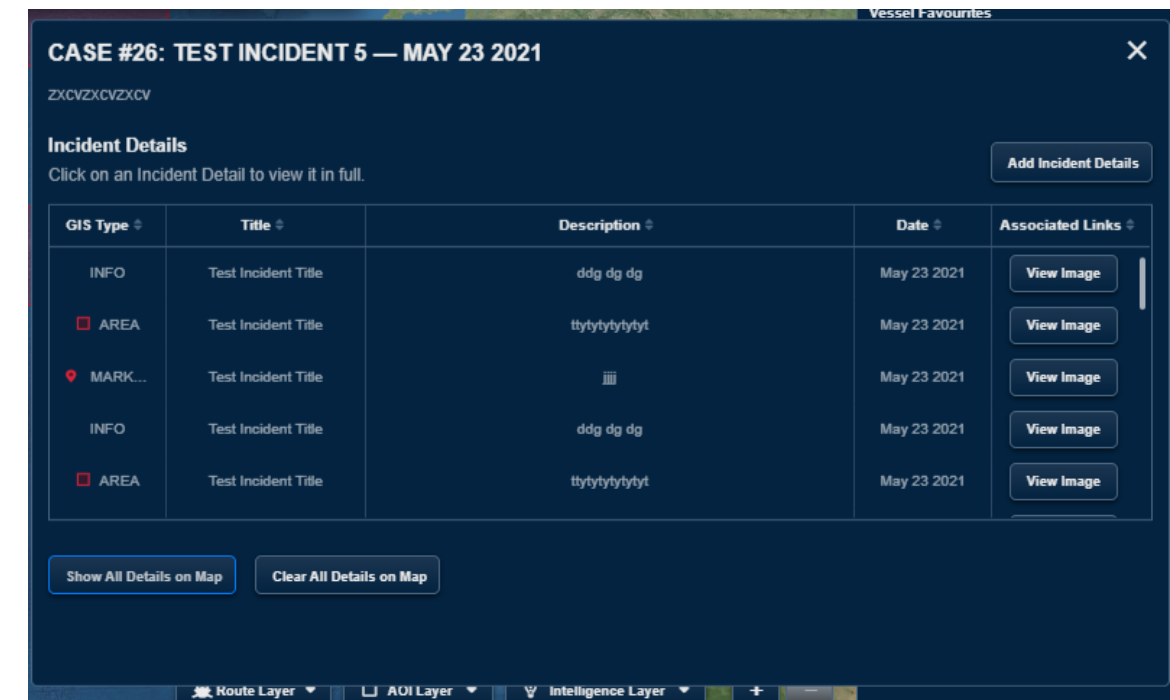 Vessel Favourites
CASE #26: TEST INCIDENT 5 — MAY 23 2021
zxcvzxcvzxcv
Incident Details
Click on an Incident Detail to view it in full.
Add Incident Details
GIS Type Title Description Date Associated Links
INFO Test Incident Title ddg dg dg May 23 2021 View Image
AREA Test Incident Title ttytytytytytyt May 23 2021 View Image
MARK... Test Incident Title jjjjj May 23 2021 View Image
INFO Test Incident Title ddg dg dg May 23 2021 View Image
AREA Test Incident Title ttytytytytytyt May 23 2021 View Image
Show All Details on Map Clear All Details on Map
Route Layer AOI Layer Intelligence Layer + −